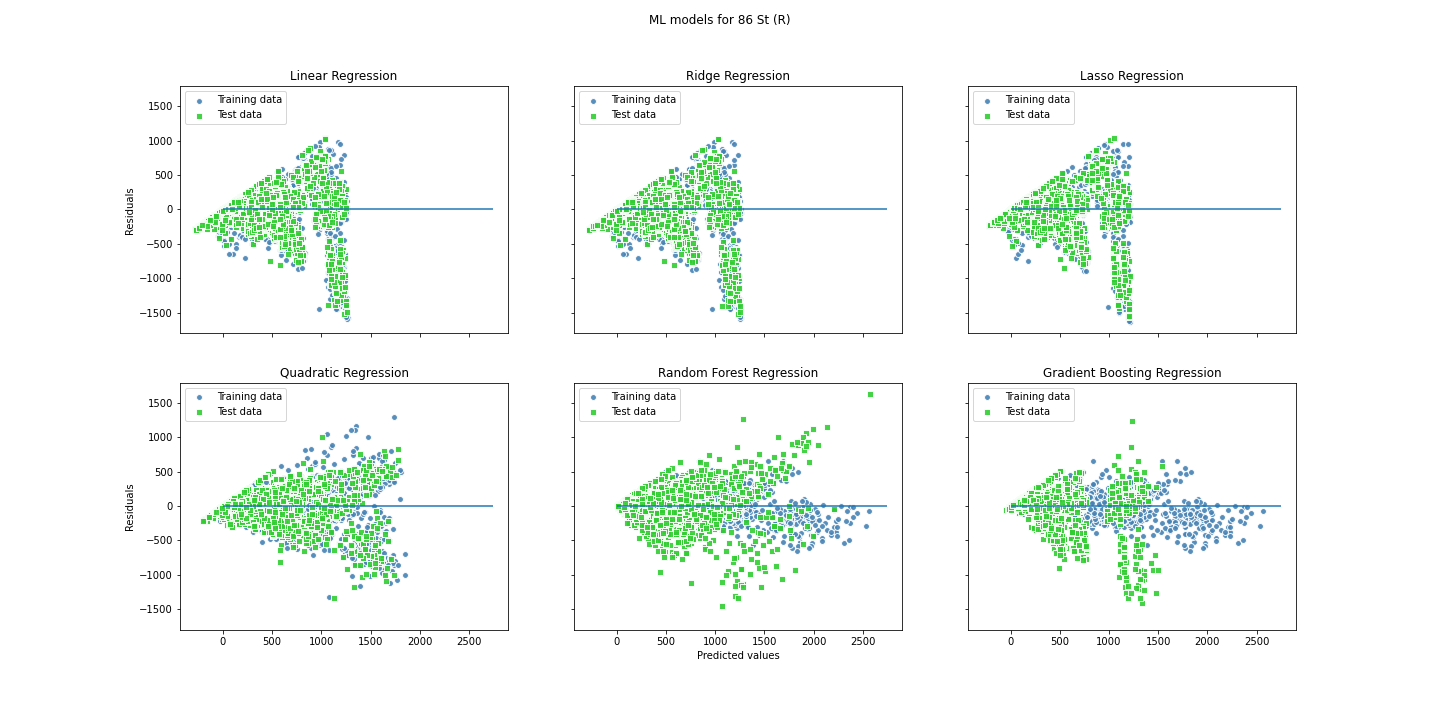 ML models for 86 St (R)
Linear Regression
Training data
Test data
1500
1000
500
0
−500
−1000
−1500
Residuals
Ridge Regression
Training data
Test data
Lasso Regression
Training data
Test data
Quadratic Regression
Training data
Test data
1500
1000
500
0
−500
−1000
−1500
Residuals
0 500 1000 1500 2000 2500
Random Forest Regression
Training data
Test data
0 500 1000 1500 2000 2500
Predicted values
Gradient Boosting Regression
Training data
Test data
0 500 1000 1500 2000 2500